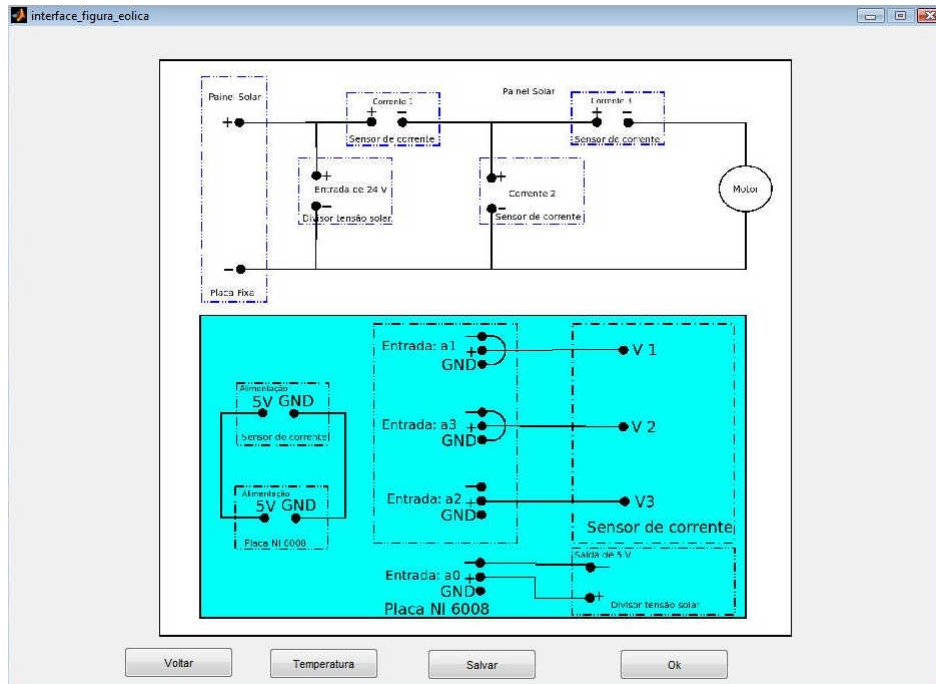 interface_figura_eolica
Painel Solar
Painel Solar
Corrente 1
Corrente 3
+ -
+ -
+
Sensor de corrente
Sensor de corrente
+
Entrada de 24 V
-
Divisor tensão solar
+
Corrente 2
-
Sensor de corrente
Motor
-
Placa Fixa
Entrada: a1
-
+
GND
V 1
Alimentação
5V GND
Sensor de corrente
Entrada: a3
-
+
GND
V 2
Alimentação
5V GND
Placa NI 6008
Entrada: a2
-
+
GND
V3
Sensor de corrente
Entrada: a0
-
+
GND
Placa NI 6008
Saída de 5 V
-
+
Divisor tensão solar
Voltar
Temperatura
Salvar
Ok